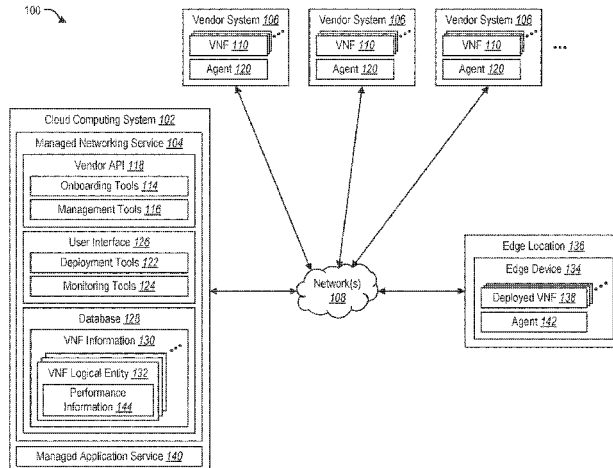 100
Vendor System 106
VNF 110
Agent 120
Vendor System 106
VNF 110
Agent 120
Vendor System 106
VNF 110
Agent 120
...
Cloud Computing System 102
Managed Networking Service 104
Vendor API 118
Onboarding Tools 114
Management Tools 116
User Interface 126
Deployment Tools 122
Monitoring Tools 124
Database 128
VNF Information 130
VNF Logical Entity 132
Performance
Information 144
Managed Application Service 140
Network(s)
108
Edge Location 136
Edge Device 134
Deployed VNF 138
Agent 142